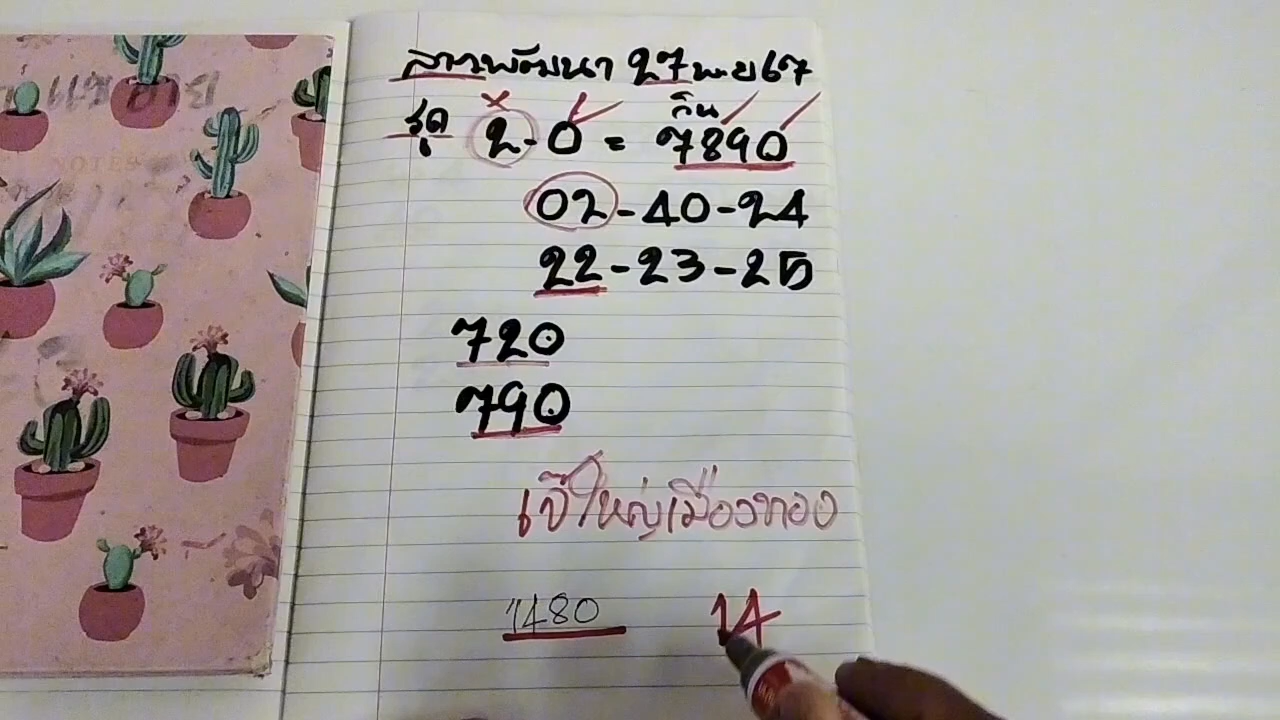 ลาวพัฒนา 27 พ.ย 67
ชุด 2-0 = 7890
กิน
02-40-24
22-23-25
720
790
เจ๊ใหญ่เมืองทอง
1480
14
NOTES